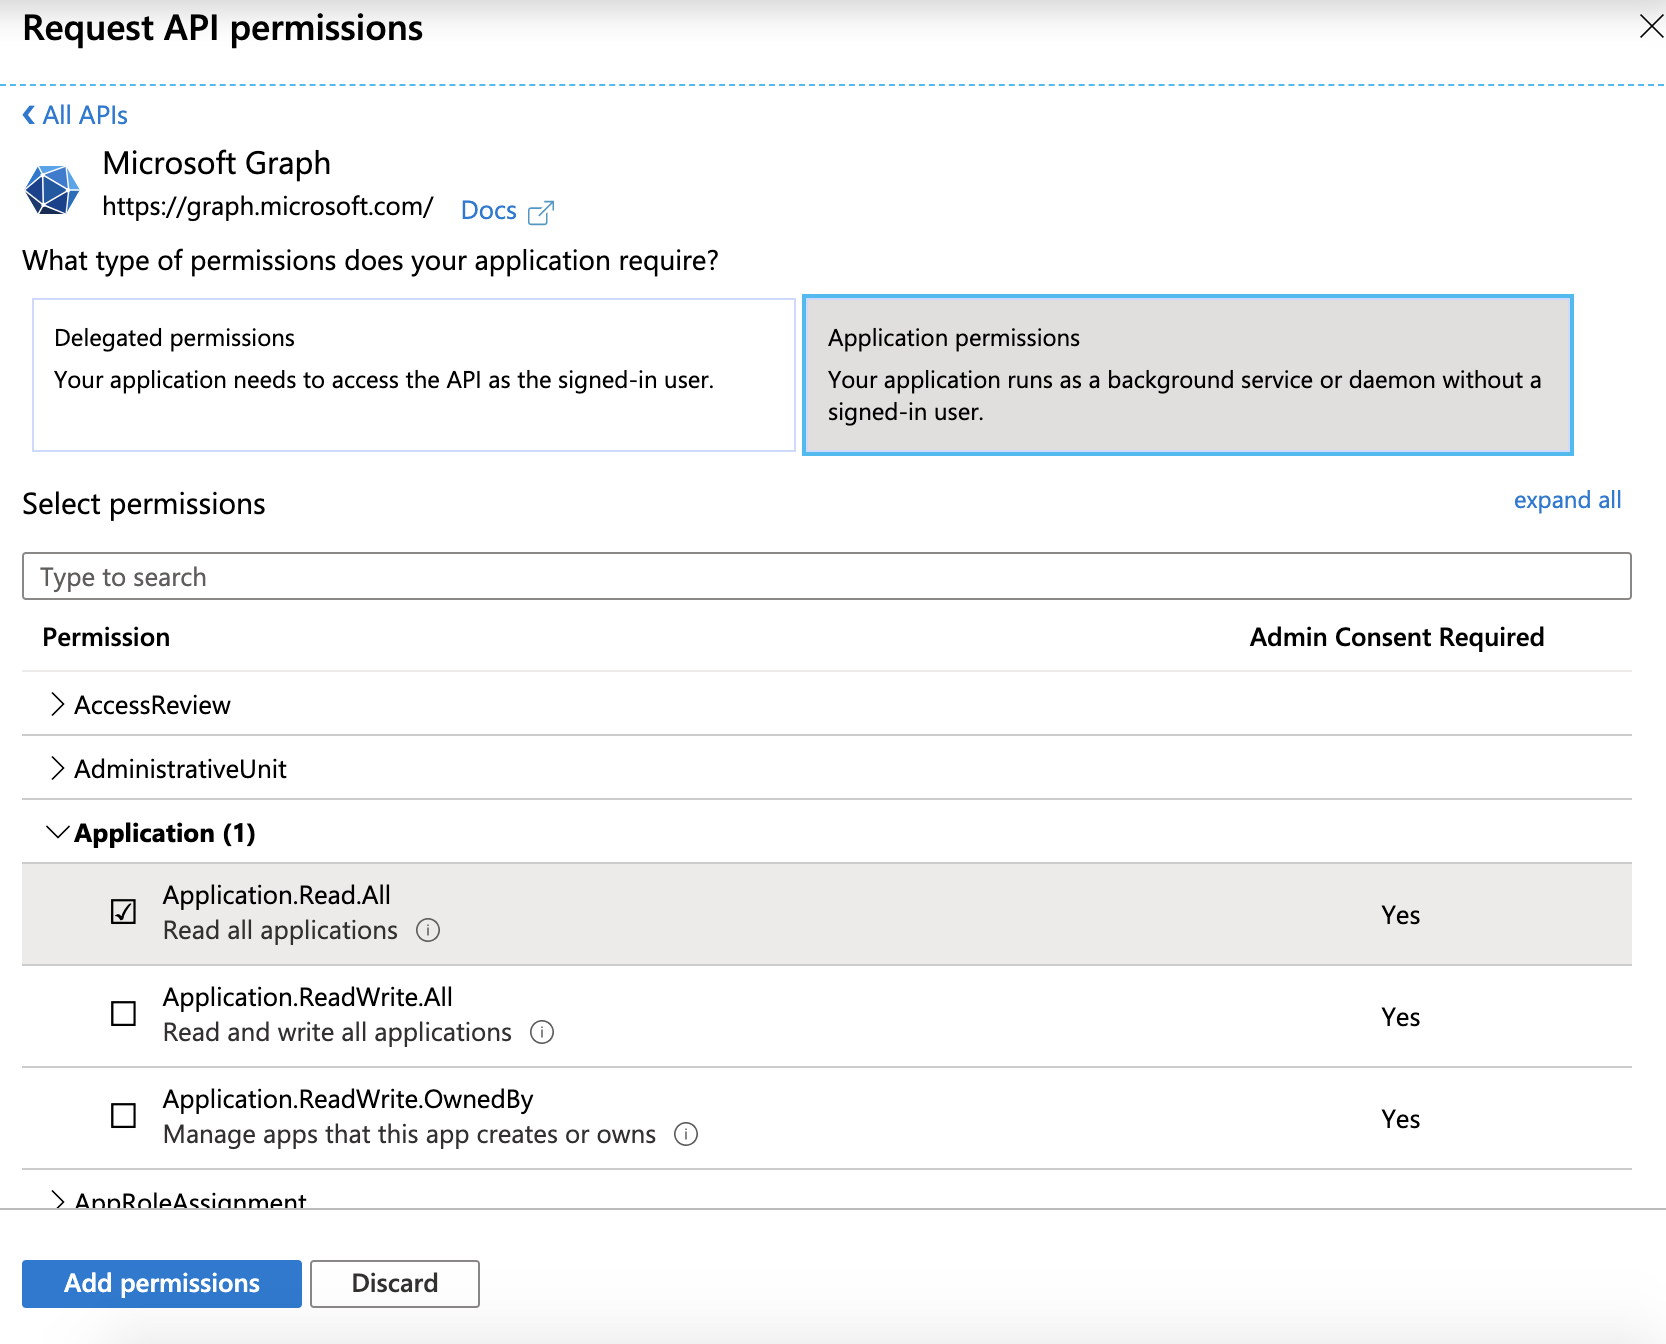 Request API permissions
All APIs
Microsoft Graph
https://graph.microsoft.com/ Docs
What type of permissions does your application require?
Delegated permissions
Your application needs to access the API as the signed-in user.
Application permissions
Your application runs as a background service or daemon without a
signed-in user.
Select permissions
expand all
Type to search
Permission Admin Consent Required
AccessReview
AdministrativeUnit
Application (1)
Application.Read.All
Read all applications
Yes
Application.ReadWrite.All
Read and write all applications
Yes
Application.ReadWrite.OwnedBy
Manage apps that this app creates or owns
Yes
AppRoleAssignment
Add permissions Discard